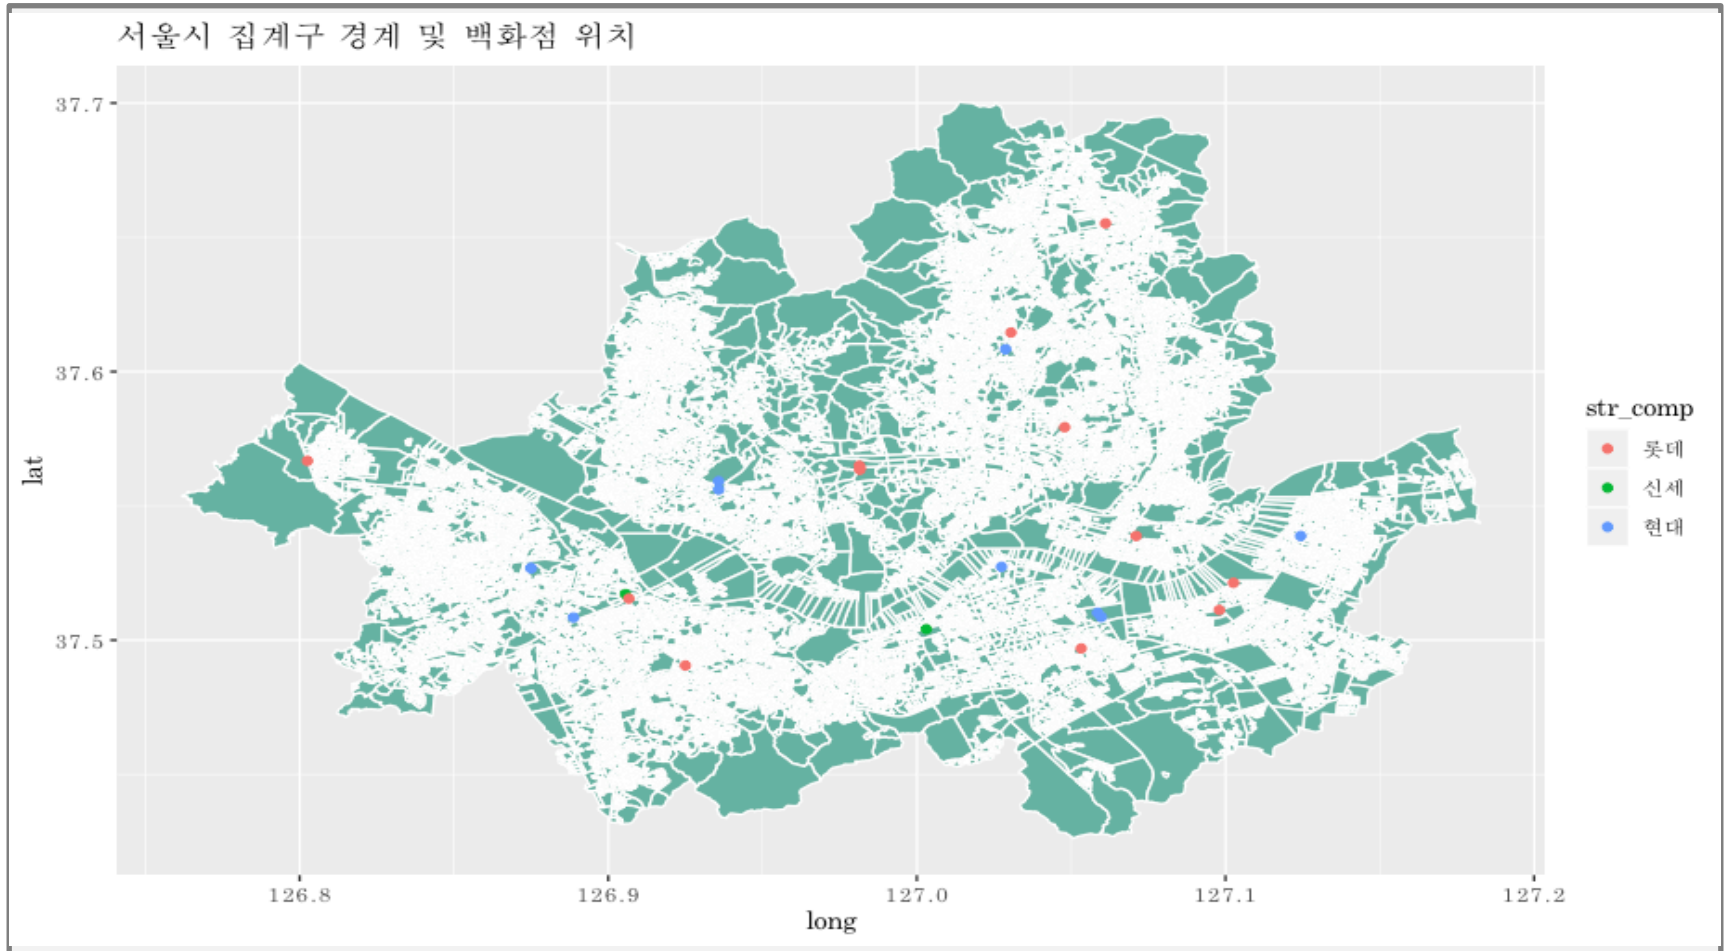 서울시 집계구 경계 및 백화점 위치
37.7
37.6
37.5
lat
126.8 126.9 127.0 127.1 127.2
long
str_comp
롯데
신세
현대